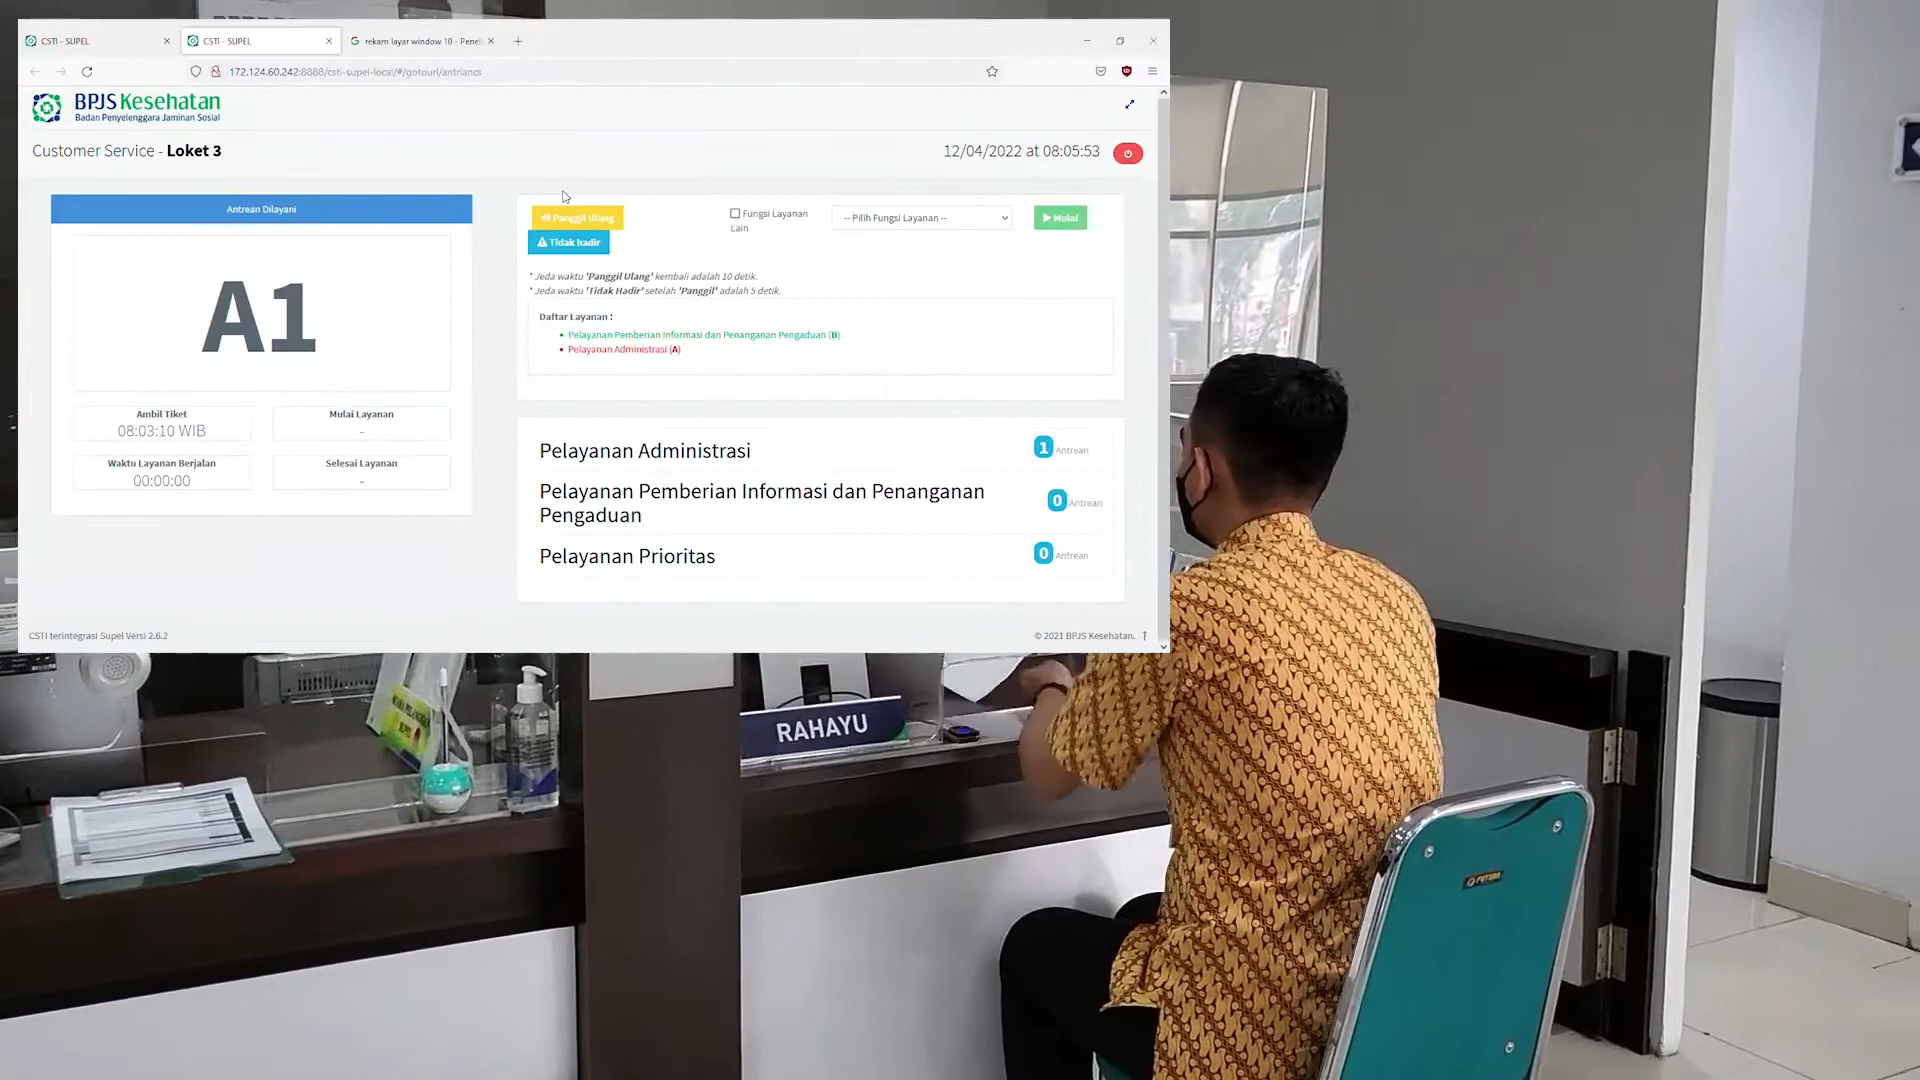 CSTI - SUPEL
CSTI - SUPEL
rekam layar window 10 - Penel
172.124.60.242:8888/csti-supel-local/#/gotourl/antriancs
BPJS Kesehatan
Badan Penyelenggara Jaminan Sosial
Customer Service - Loket 3
12/04/2022 at 08:05:53
Antrean Dilayani
A1
Ambil Tiket
08:03:10 WIB
Mulai Layanan
-
Waktu Layanan Berjalan
00:00:00
Selesai Layanan
-
Panggil Ulang
Tidak hadir
Fungsi Layanan Lain
-- Pilih Fungsi Layanan --
Mulai
* Jeda waktu 'Panggil Ulang' kembali adalah 10 detik.
* Jeda waktu 'Tidak Hadir' setelah 'Panggil' adalah 5 detik.
Daftar Layanan :
Pelayanan Pemberian Informasi dan Penanganan Pengaduan (B)
Pelayanan Administrasi (A)
Pelayanan Administrasi
1 Antrean
Pelayanan Pemberian Informasi dan Penanganan
Pengaduan
0 Antrean
Pelayanan Prioritas
0 Antrean
CSTI terintegrasi Supel Versi 2.6.2
© 2021 BPJS Kesehatan.
RAHAYU
FUTURA